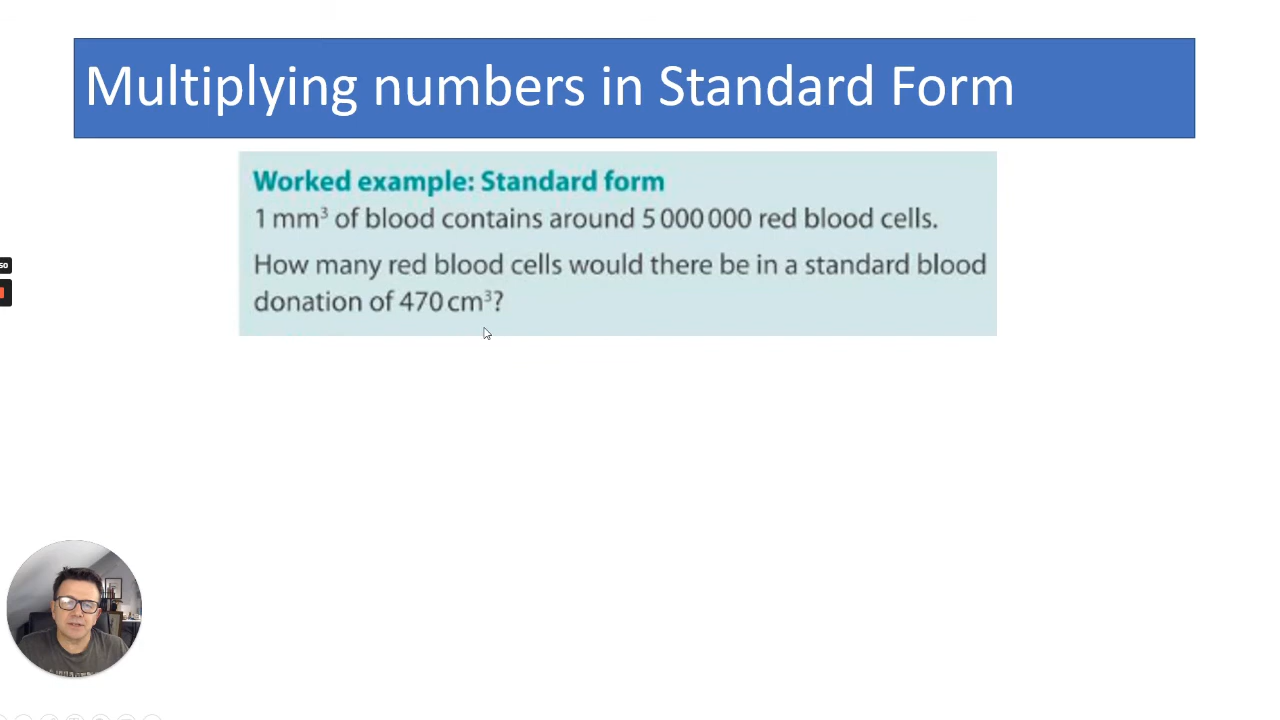 Multiplying numbers in Standard Form
Worked example: Standard form
1 mm³ of blood contains around 5 000 000 red blood cells.
How many red blood cells would there be in a standard blood
donation of 470 cm³?